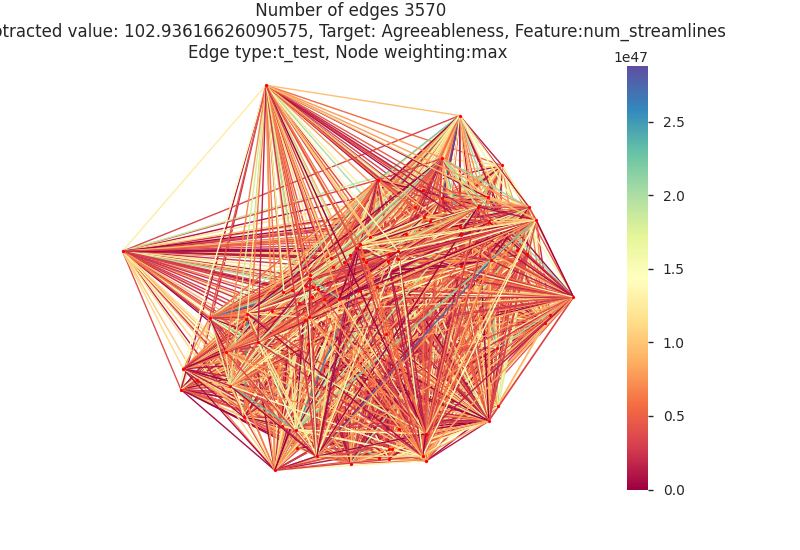 Number of edges 3570
value: 102.93616626090575, Target: Agreeableness, Feature:num_streamlines
Edge type:t_test, Node weighting:max
1e47
2.5
2.0
1.5
1.0
0.5
0.0